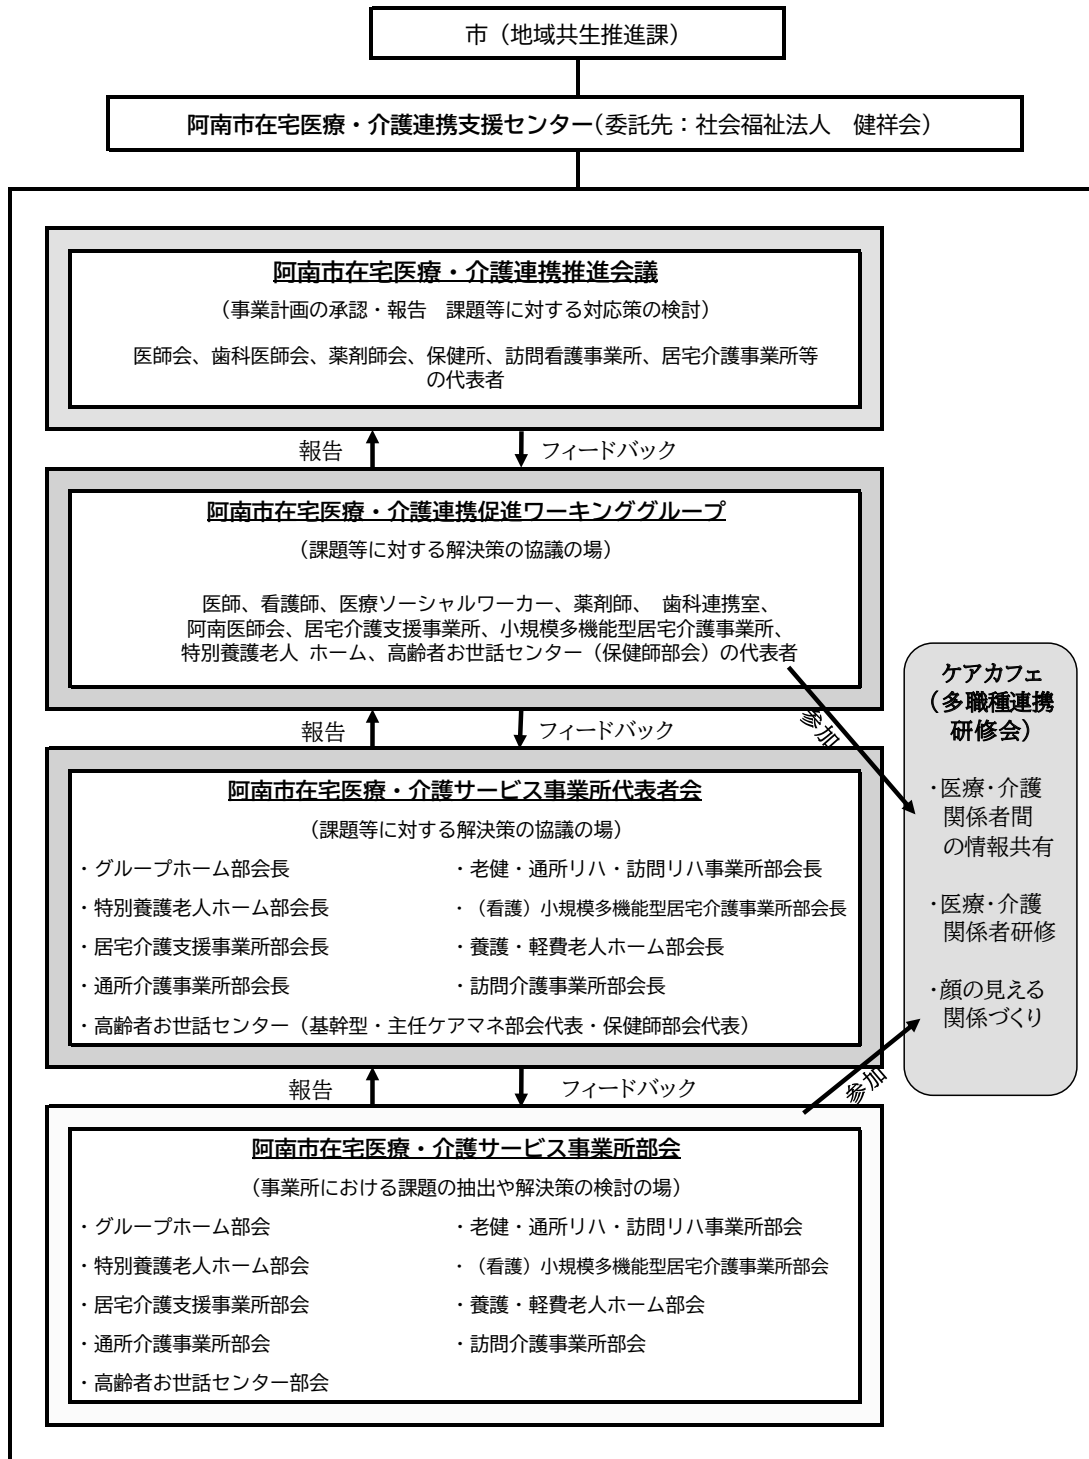 市（地域共生推進課）
阿南市在宅医療・介護連携支援センター(委託先：社会福祉法人　健祥会）
阿南市在宅医療・介護連携推進会議
（事業計画の承認・報告　課題等に対する対応策の検討）
医師会、歯科医師会、薬剤師会、保健所、訪問看護事業所、居宅介護事業所等
の代表者
報告
フィードバック
阿南市在宅医療・介護連携促進ワーキンググループ
（課題等に対する解決策の協議の場）
医師、看護師、医療ソーシャルワーカー、薬剤師、 歯科連携室、
阿南医師会、居宅介護支援事業所、小規模多機能型居宅介護事業所、
特別養護老人 ホーム、高齢者お世話センター（保健師部会）の代表者
報告
フィードバック
参加
阿南市在宅医療・介護サービス事業所代表者会
（課題等に対する解決策の協議の場）
・グループホーム部会長
・老健・通所リハ・訪問リハ事業所部会長
・特別養護老人ホーム部会長
・（看護）小規模多機能型居宅介護事業所部会長
・居宅介護支援事業所部会長
・養護・軽費老人ホーム部会長
・通所介護事業所部会長
・訪問介護事業所部会長
・高齢者お世話センター（基幹型・主任ケアマネ部会代表・保健師部会代表）
報告
フィードバック
参加
阿南市在宅医療・介護サービス事業所部会
（事業所における課題の抽出や解決策の検討の場）
・グループホーム部会
・老健・通所リハ・訪問リハ事業所部会
・特別養護老人ホーム部会
・（看護）小規模多機能型居宅介護事業所部会
・居宅介護支援事業所部会
・養護・軽費老人ホーム部会
・通所介護事業所部会
・訪問介護事業所部会
・高齢者お世話センター部会
ケアカフェ
（多職種連携
研修会）
・医療・介護
関係者間
の情報共有
・医療・介護
関係者研修
・顔の見える
関係づくり